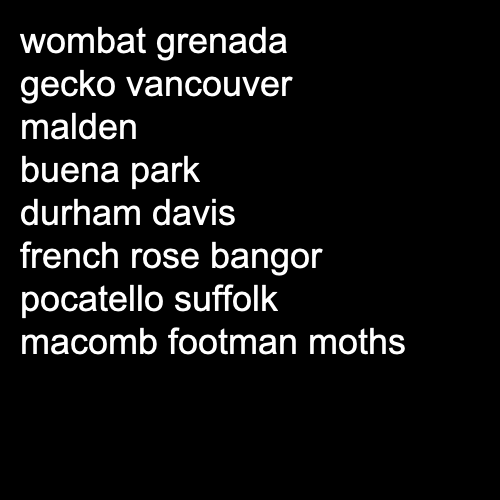 wombat grenada
gecko vancouver
malden
buena park
durham davis
french rose bangor
pocatello suffolk
macomb footman moths